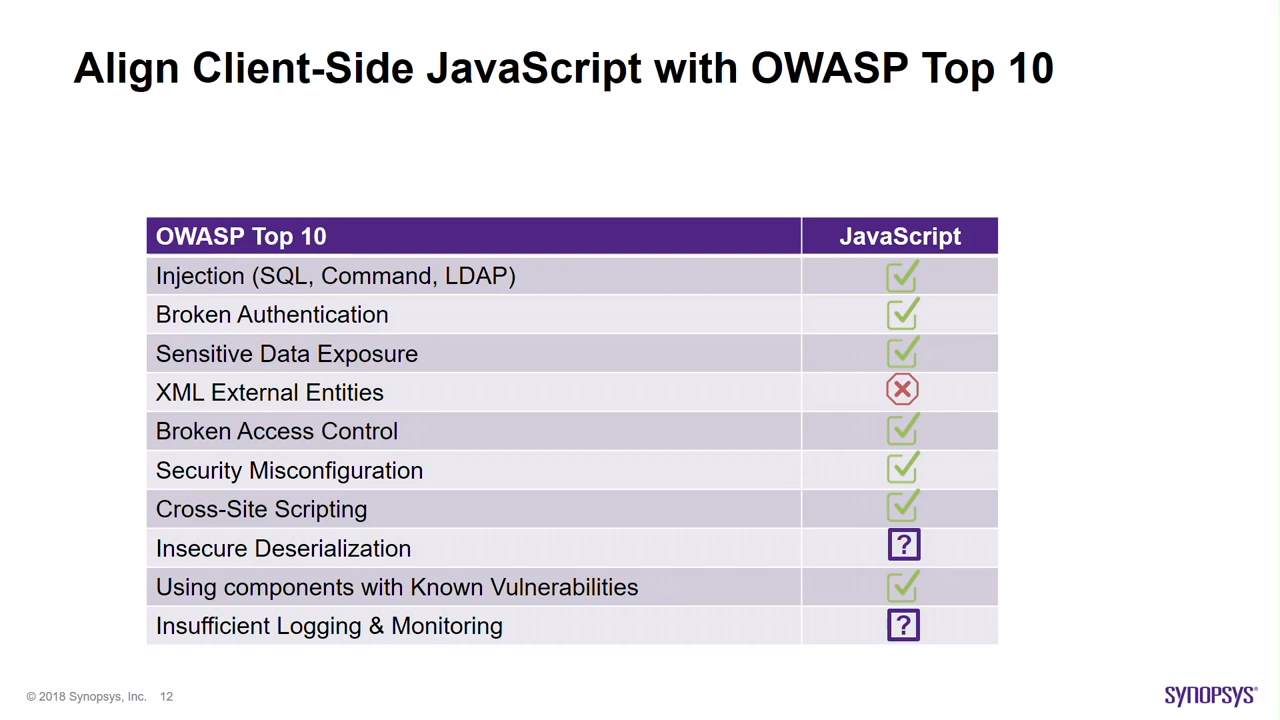 Align Client-Side JavaScript with OWASP Top 10
OWASP Top 10 JavaScript
Injection (SQL, Command, LDAP)
Broken Authentication
Sensitive Data Exposure
XML External Entities
Broken Access Control
Security Misconfiguration
Cross-Site Scripting
Insecure Deserialization ?
Using components with Known Vulnerabilities
Insufficient Logging & Monitoring ?
© 2018 Synopsys, Inc. 12
SYNOPSYS®